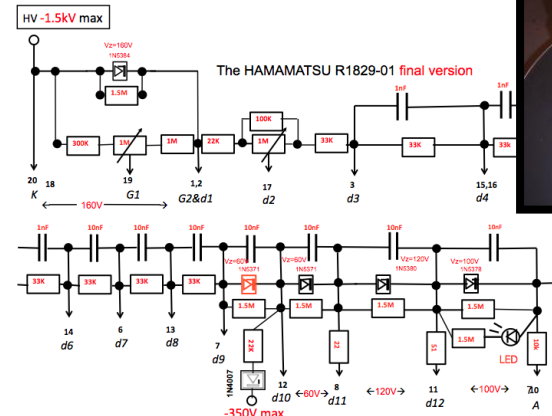 HV -1.5kV max
Vz=160V
1N5384
The HAMAMATSU R1829-01 final version
1nF
1nF
1.5M
100K
300K
1M
1M
22K
1M
33K
33K
33k
20
18
19
1,2
17
3
15,16
K
G1
G2&d1
d2
d3
d4
160V
1nF
10nF
10nF
10nF
10nF
10nF
10nF
10nF
Vz=60V
1N5371
Vz=60V
1N5371
Vz=120V
1N5380
Vz=100V
1N5378
33K
33K
33K
33K
1.5M
1.5M
1.5M
1.5M
14
6
13
7
d6
d7
d8
d9
22K
22
51
1.5M
LED
10k
1N4007
-350V max
12
8
11
7,10
d10
60V
d11
120V
d12
100V
A